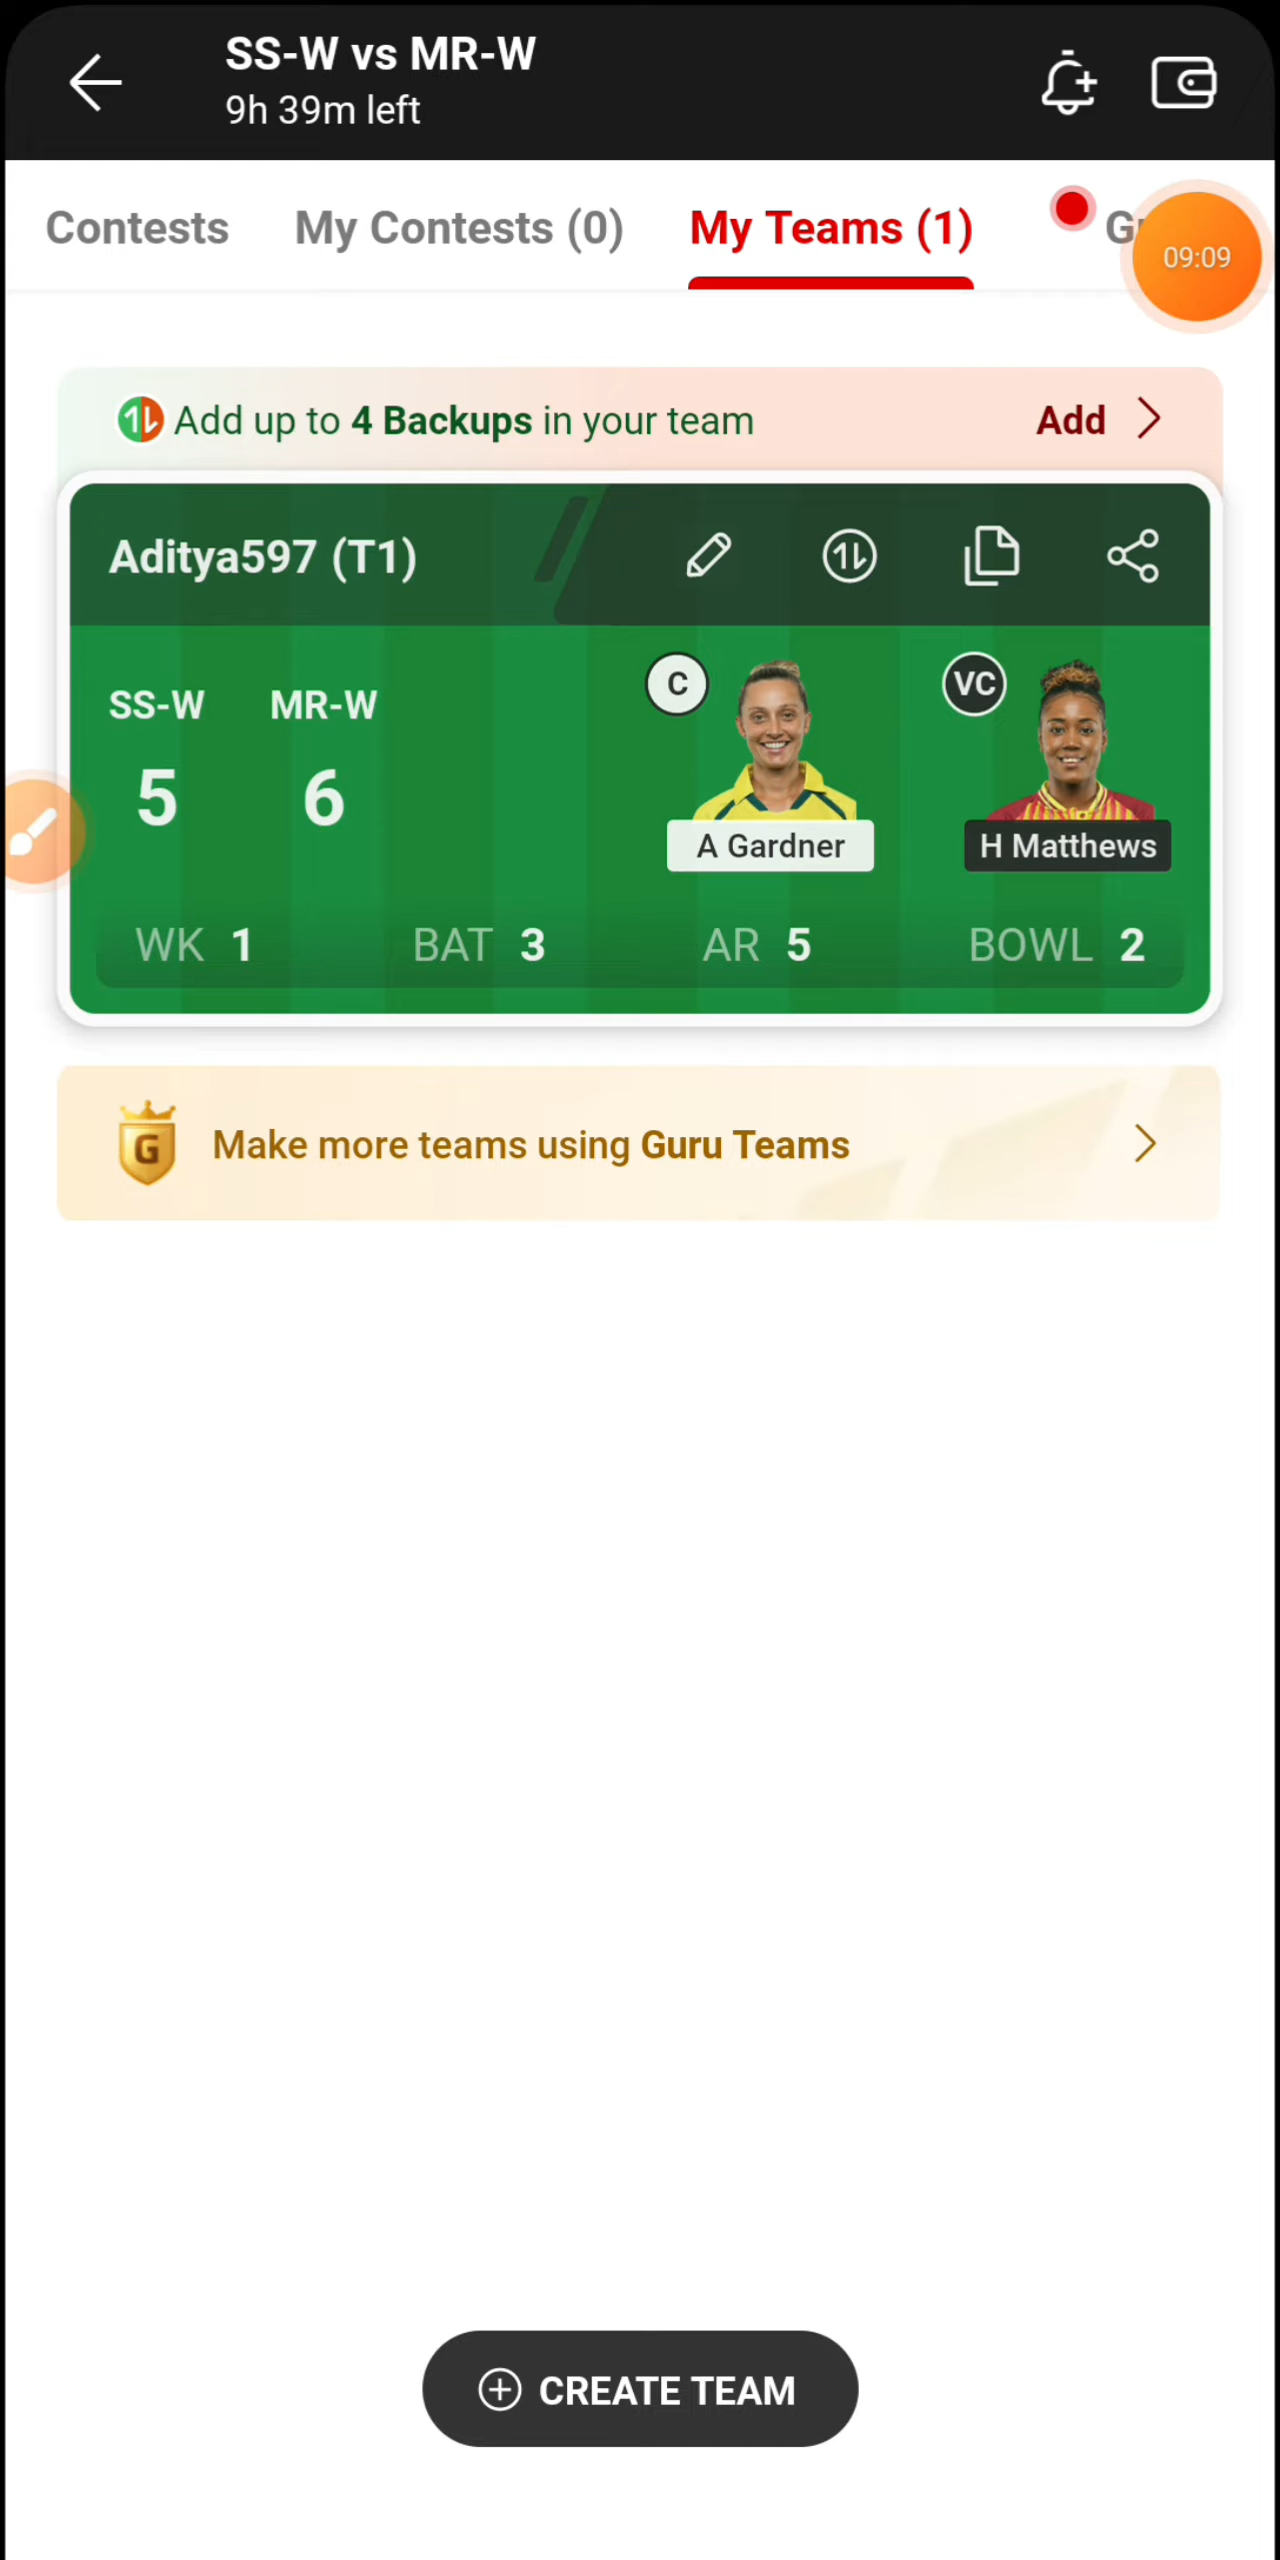 SS-W vs MR-W
9h 39m left
Contests
My Contests (0)
My Teams (1)
09:09
Add up to 4 Backups in your team
Add
Aditya597 (T1)
SS-W
MR-W
5
6
C
VC
A Gardner
H Matthews
WK 1
BAT 3
AR 5
BOWL 2
G
Make more teams using Guru Teams
CREATE TEAM